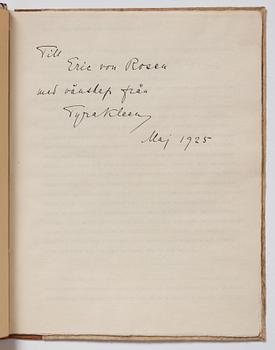 Till
Eric von Rosen
med vänskap från
Tyra Kleen
Maj 1925